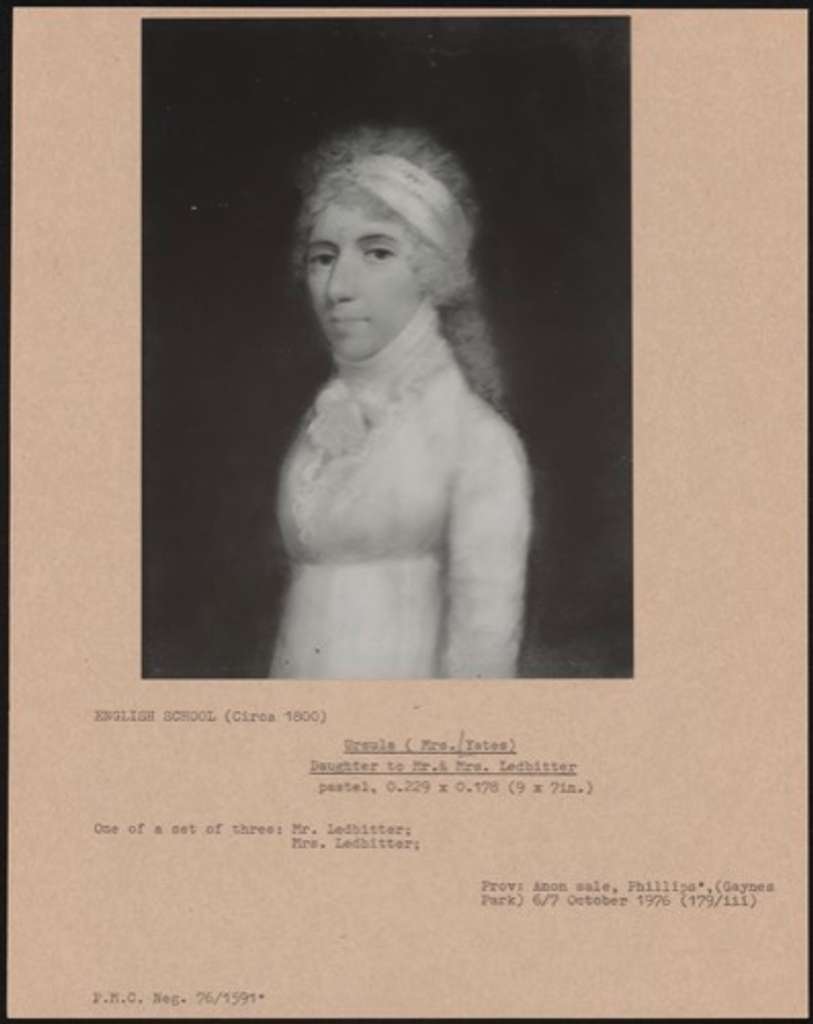 ENGLISH SCHOOL (Circa 1800)
Ursula ( Mrs./Yates)
Daughter to Mr.& Mrs. Ledbitter
pastel, 0.229 x 0.178 (9 x 7in.)
One of a set of three: Mr. Ledbitter;
Mrs. Ledbitter;
Prov: Anon sale, Phillips*,(Gaynes
Park) 6/7 October 1976 (179/iii)
P.M.C. Neg. 76/1591*